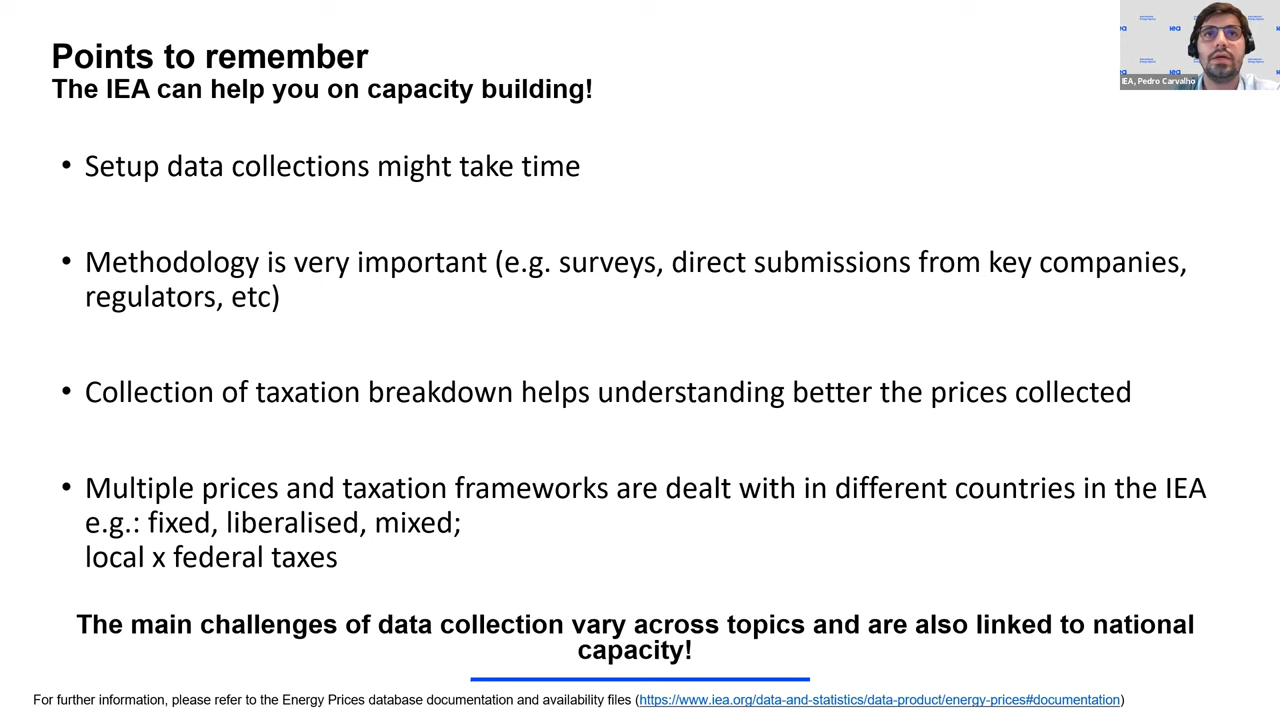 Points to remember
The IEA can help you on capacity building!
iea
iea
IEA, Pedro Carvalho
• Setup data collections might take time
• Methodology is very important (e.g. surveys, direct submissions from key companies,
regulators, etc)
• Collection of taxation breakdown helps understanding better the prices collected
• Multiple prices and taxation frameworks are dealt with in different countries in the IEA
e.g.: fixed, liberalised, mixed;
local x federal taxes
The main challenges of data collection vary across topics and are also linked to national
capacity!
For further information, please refer to the Energy Prices database documentation and availability files (https://www.iea.org/data-and-statistics/data-product/energy-prices#documentation)